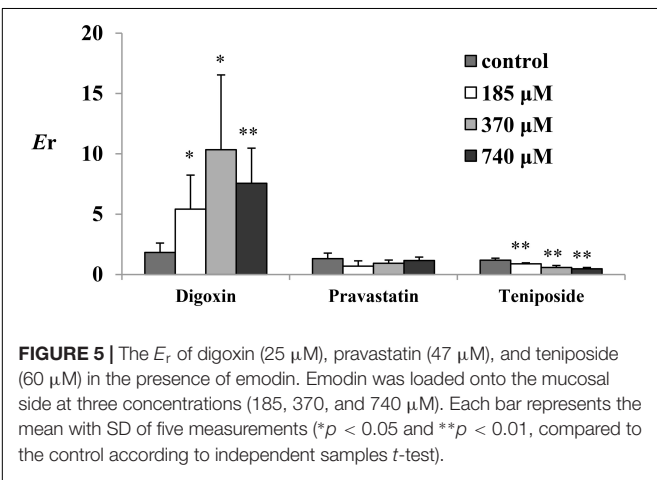 20
15
Er
10
5
0
* ** *
** ** **
control
185 μM
370 μM
740 μM
Digoxin Pravastatin Teniposide
FIGURE 5 | The Er of digoxin (25 μM), pravastatin (47 μM), and teniposide
(60 μM) in the presence of emodin. Emodin was loaded onto the mucosal
side at three concentrations (185, 370, and 740 μM). Each bar represents the
mean with SD of five measurements (*p < 0.05 and **p < 0.01, compared to
the control according to independent samples t-test).